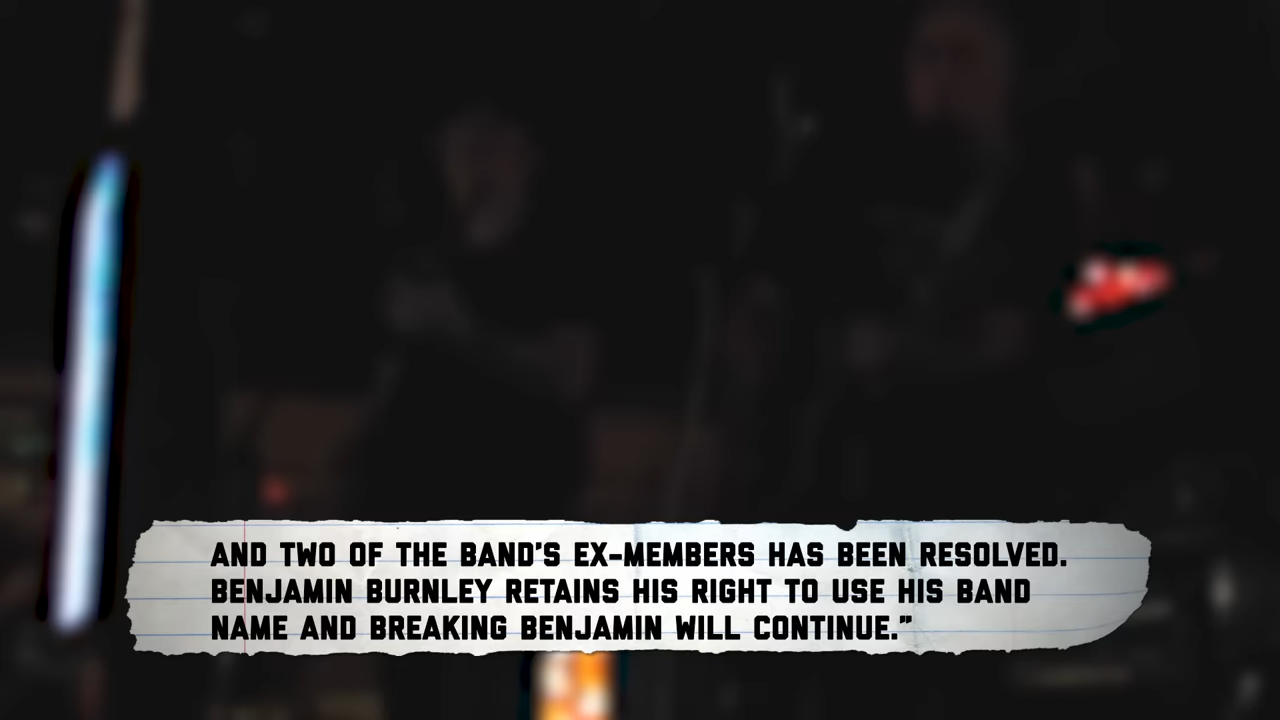 AND TWO OF THE BAND'S EX-MEMBERS HAS BEEN RESOLVED.
BENJAMIN BURNLEY RETAINS HIS RIGHT TO USE HIS BAND
NAME AND BREAKING BENJAMIN WILL CONTINUE."